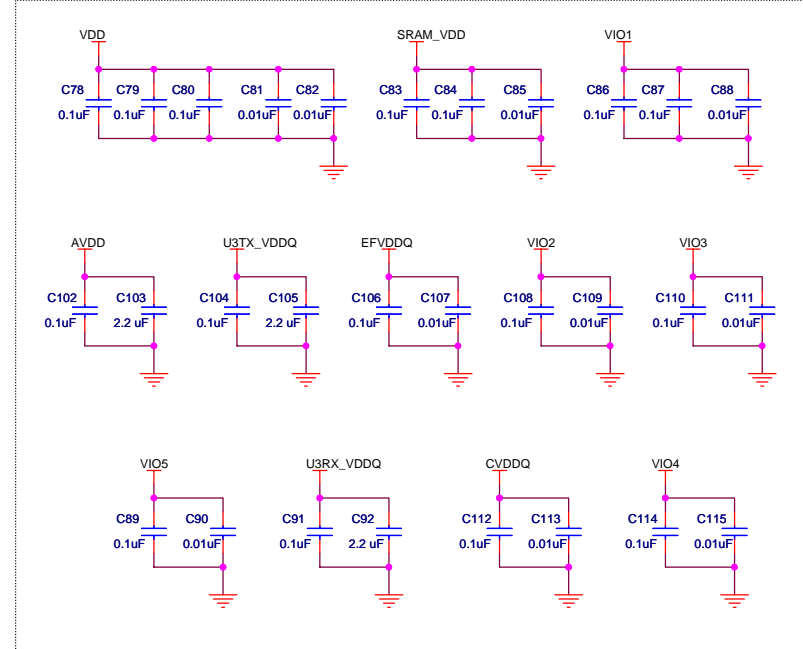 VDD SRAM_VDD VIO1
C78 C79 C80 C81 C82 C83 C84 C85 C86 C87 C88
0.1uF 0.1uF 0.1uF 0.01uF 0.01uF 0.1uF 0.1uF 0.01uF 0.1uF 0.1uF 0.01uF
AVDD U3TX_VDDQ EFVDDQ VIO2 VIO3
C102 C103 C104 C105 C106 C107 C108 C109 C110 C111
0.1uF 2.2 uF 0.1uF 2.2 uF 0.1uF 0.01uF 0.1uF 0.01uF 0.1uF 0.01uF
VIO5 U3RX_VDDQ CVDDQ VIO4
C89 C90 C91 C92 C112 C113 C114 C115
0.1uF 0.01uF 0.1uF 2.2 uF 0.1uF 0.01uF 0.1uF 0.01uF